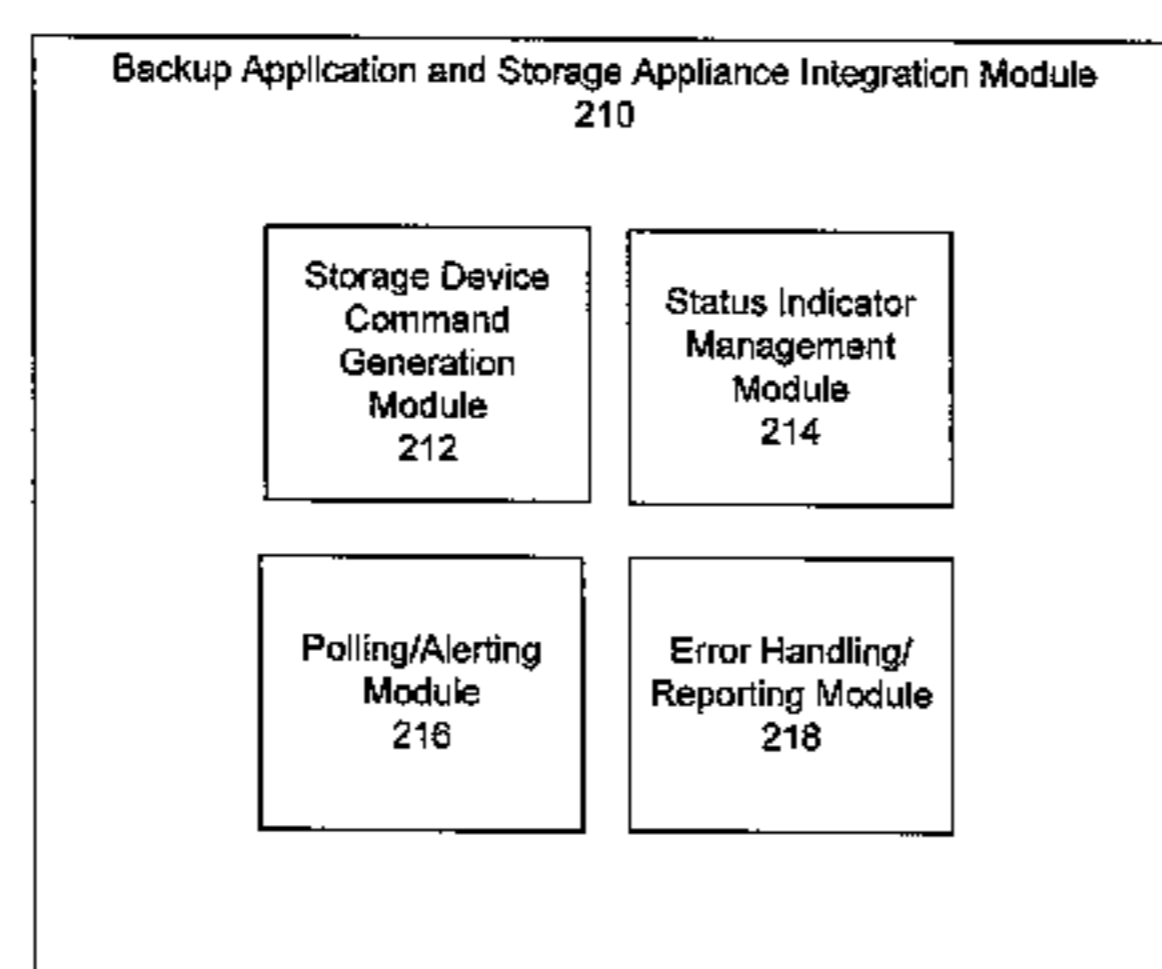 Backup Application and Storage Appliance Integration Module
210
Storage Device
Command
Generation
Module
212
Status Indicator
Management
Module
214
Polling/Alerting
Module
216
Error Handling/
Reporting Module
218